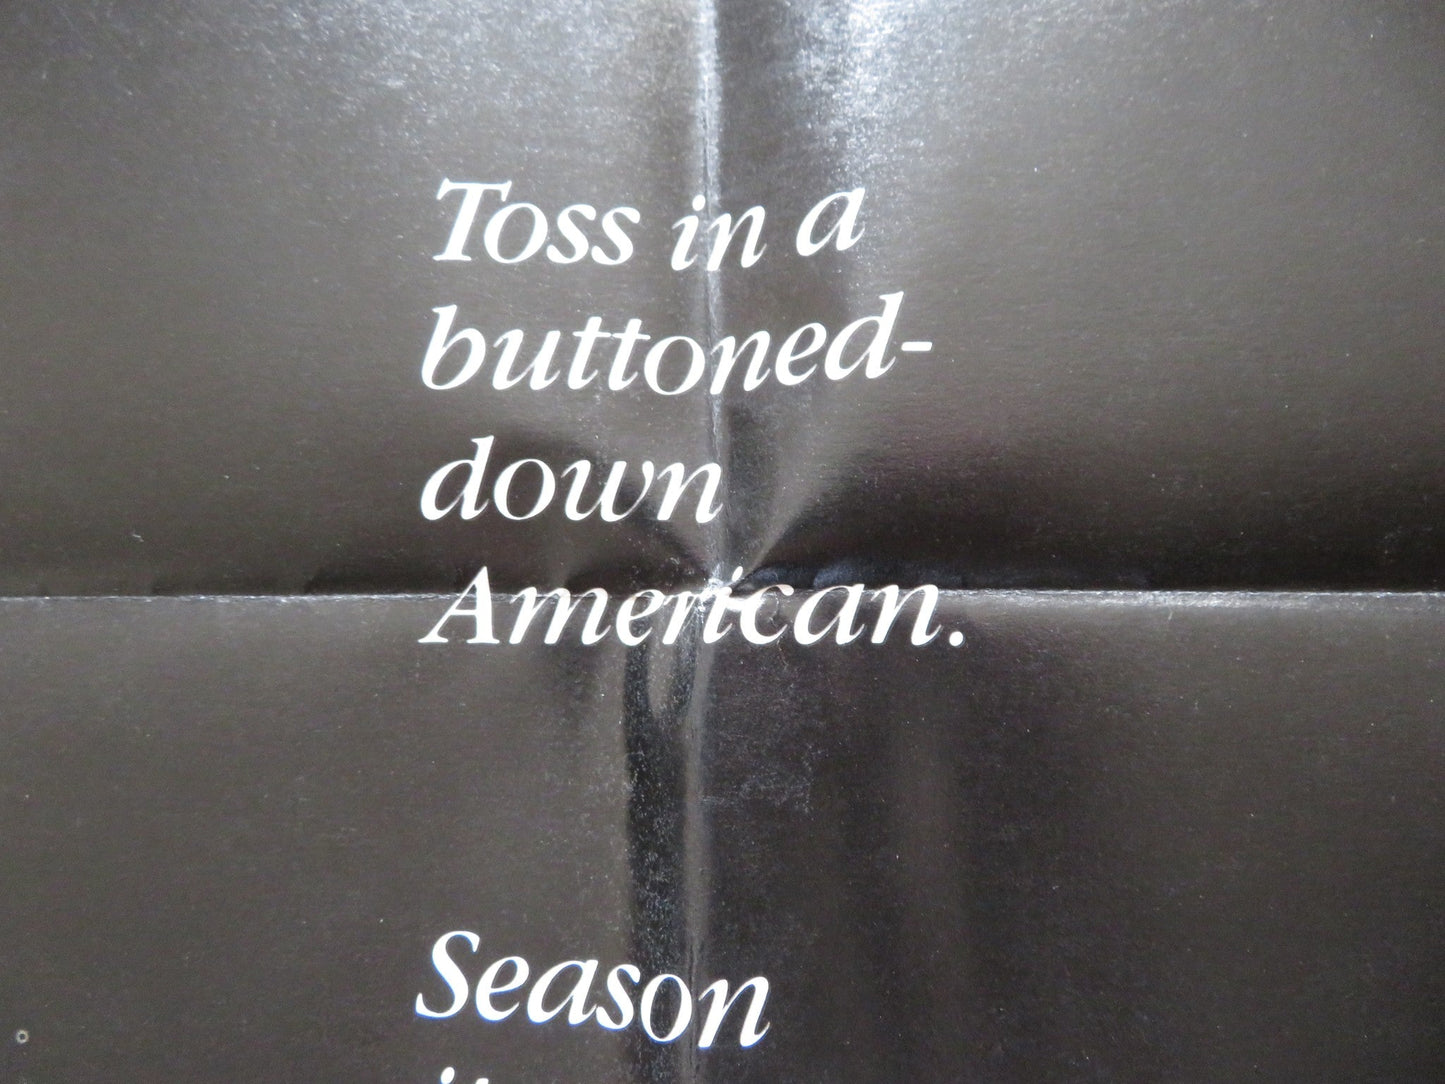 Toss in a
buttoned-
down
American.
Season